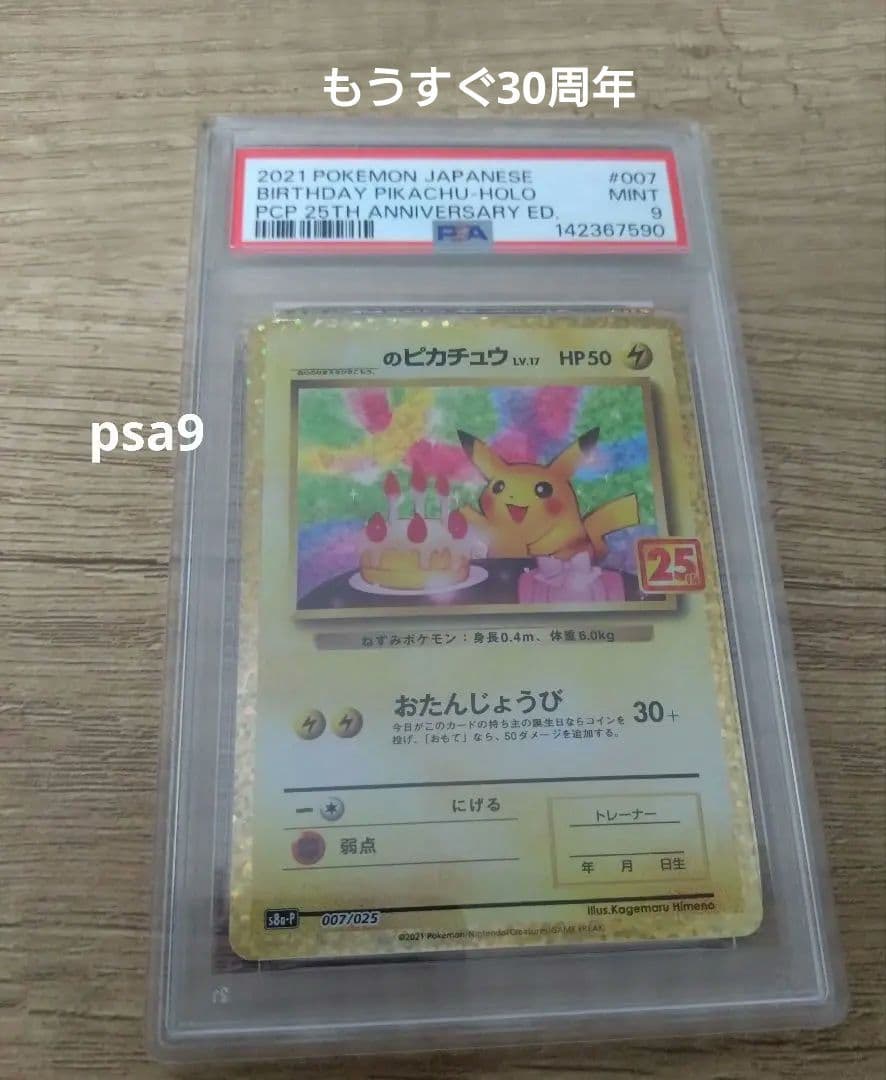 もうすぐ30周年
2021 POKEMON JAPANESE #007
BIRTHDAY PIKACHU-HOLO MINT
PCP 25TH ANNIVERSARY ED. 9
PSA 142367590
psa9
のピカチュウ LV.17 HP50
25th
ねずみポケモン:身長0.4m、体重6.0kg
おたんじょうび 30+
今日がこのカードの持ち主の誕生日ならコインを
投げ、「おもて」なら、50ダメージを追加する。
にげる
弱点
トレーナー
年 月 日生
s8a-P 007/025
Illus.Kagemaru Himeno
©2021 Pokémon/Nintendo/Creatures/GAME FREAK.